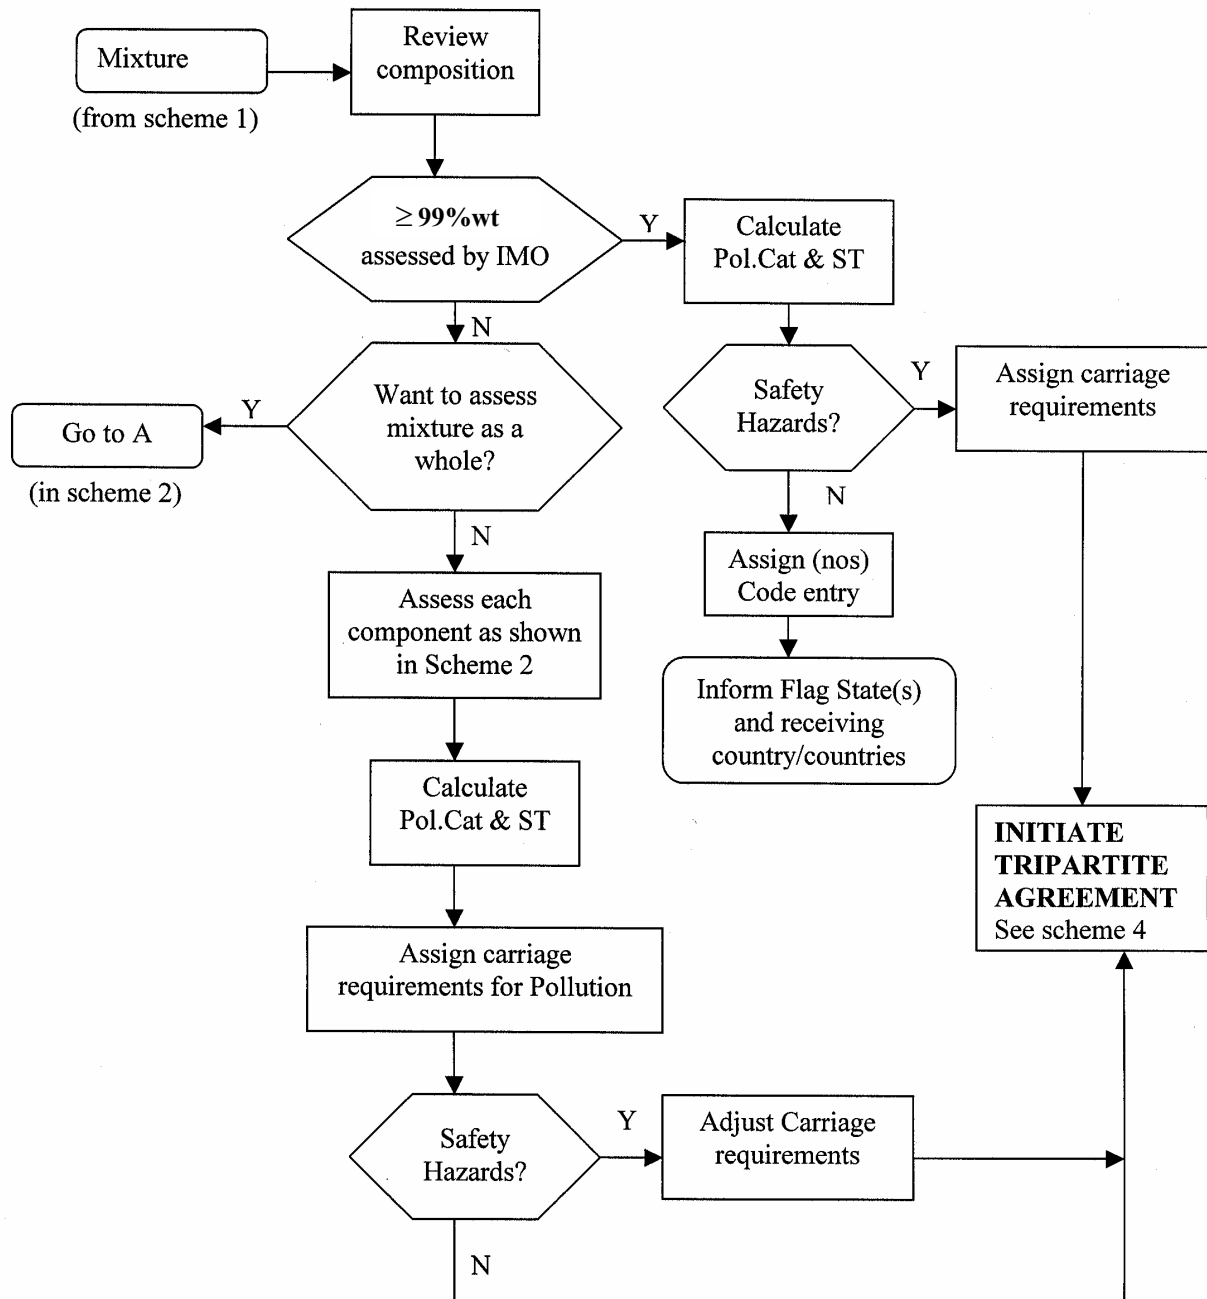 Mixture
(from scheme 1)
Review
composition
≥ 99%wt
assessed by IMO
Y
N
Calculate
Pol.Cat & ST
Want to assess
mixture as a
whole?
Y
N
Go to A
(in scheme 2)
Safety
Hazards?
Y
N
Assign carriage
requirements
Assign (nos)
Code entry
Inform Flag State(s)
and receiving
country/countries
Assess each
component as shown
in Scheme 2
Calculate
Pol.Cat & ST
Assign carriage
requirements for Pollution
INITIATE
TRIPARTITE
AGREEMENT
See scheme 4
Safety
Hazards?
Y
N
Adjust Carriage
requirements